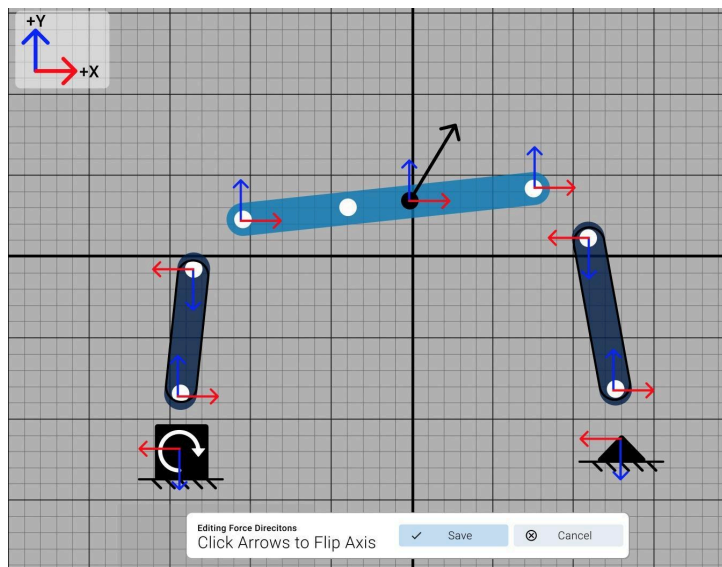 +Y
+X
Editing Force Direcitons
Click Arrows to Flip Axis
Save
Cancel